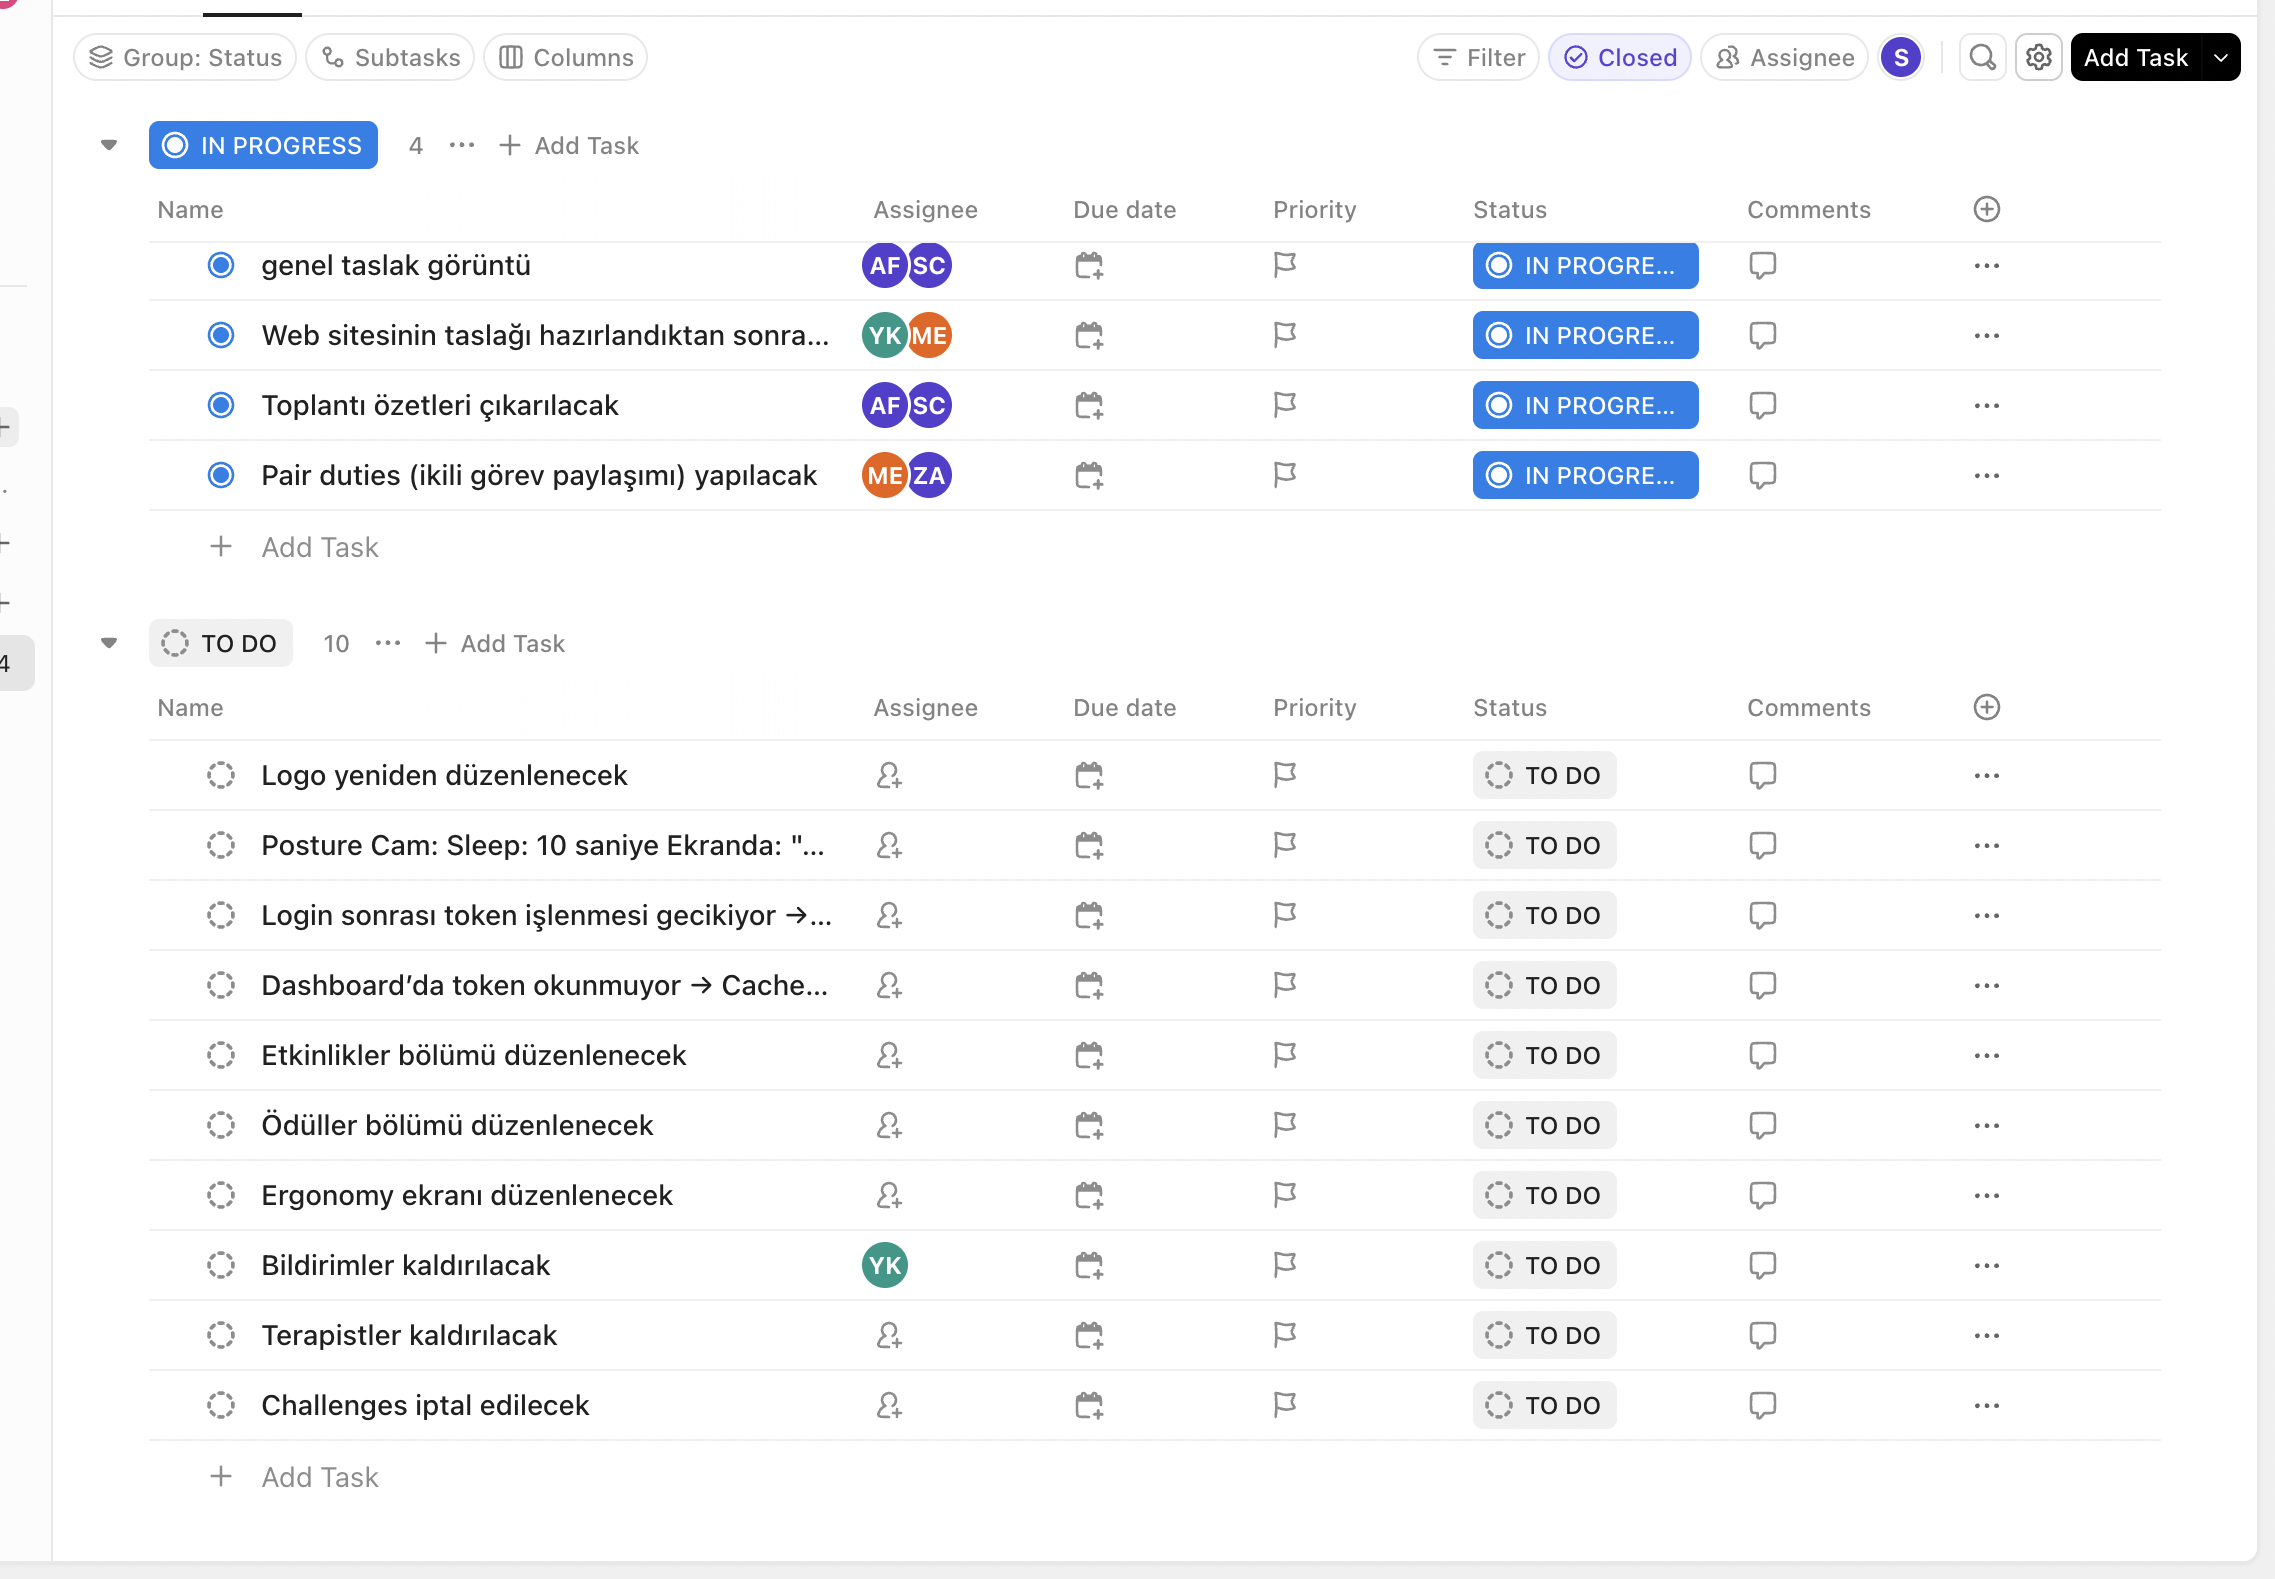 Group: Status Subtasks Columns Filter Closed Assignee S Add Task
IN PROGRESS 4 ... Add Task
Name Assignee Due date Priority Status Comments
genel taslak görüntü AF SC IN PROGRE...
Web sitesinin taslağı hazırlandıktan sonra... YK ME IN PROGRE...
Toplantı özetleri çıkarılacak AF SC IN PROGRE...
Pair duties (ikili görev paylaşımı) yapılacak ME ZA IN PROGRE...
Add Task
TO DO 10 ... Add Task
4
Name Assignee Due date Priority Status Comments
Logo yeniden düzenlenecek TO DO
Posture Cam: Sleep: 10 saniye Ekranda: "... TO DO
Login sonrası token işlenmesi gecikiyor →... TO DO
Dashboard’da token okunmuyor → Cache... TO DO
Etkinlikler bölümü düzenlenecek TO DO
Ödüller bölümü düzenlenecek TO DO
Ergonomy ekranı düzenlenecek TO DO
Bildirimler kaldırılacak YK TO DO
Terapistler kaldırılacak TO DO
Challenges iptal edilecek TO DO
Add Task